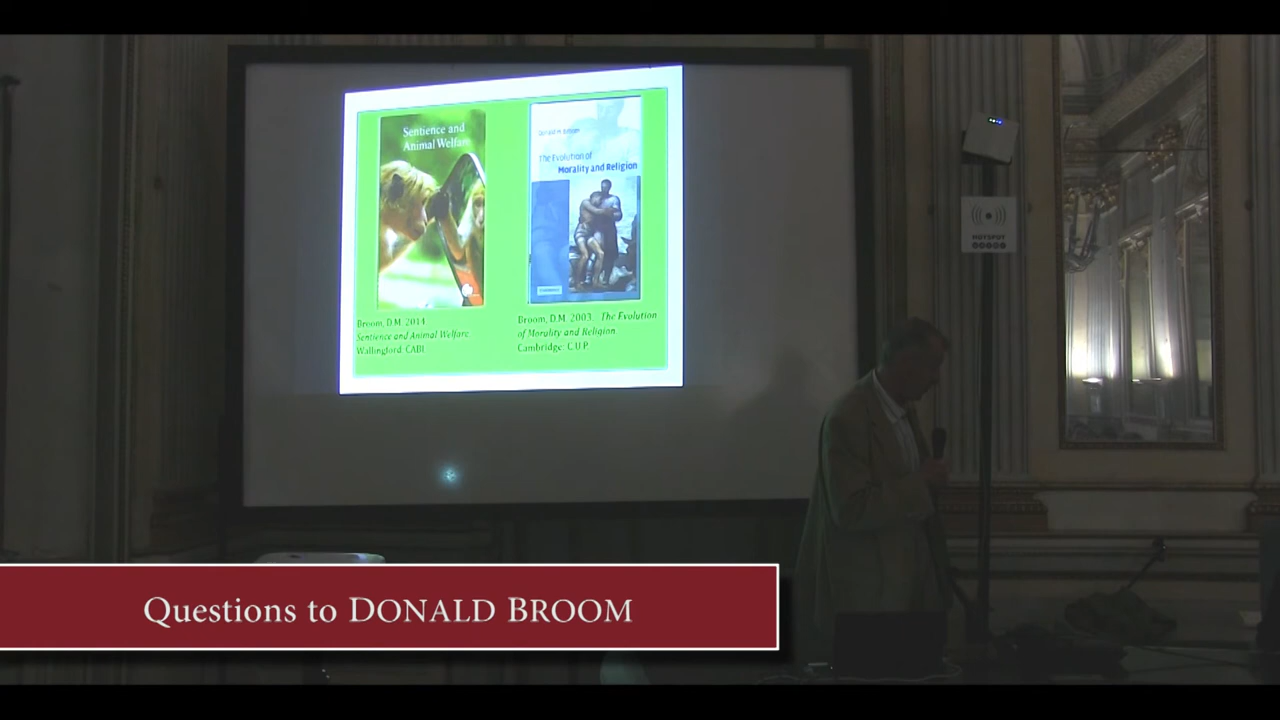 Sentience and
Animal Welfare
Donald M. Broom
The Evolution of
Morality and Religion
Broom, D.M. 2014
Sentience and Animal Welfare.
Wallingford: CABI.
Broom, D.M. 2003. The Evolution
of Morality and Religion.
Cambridge: C.U.P.
HOTSPOT
Questions to DONALD BROOM